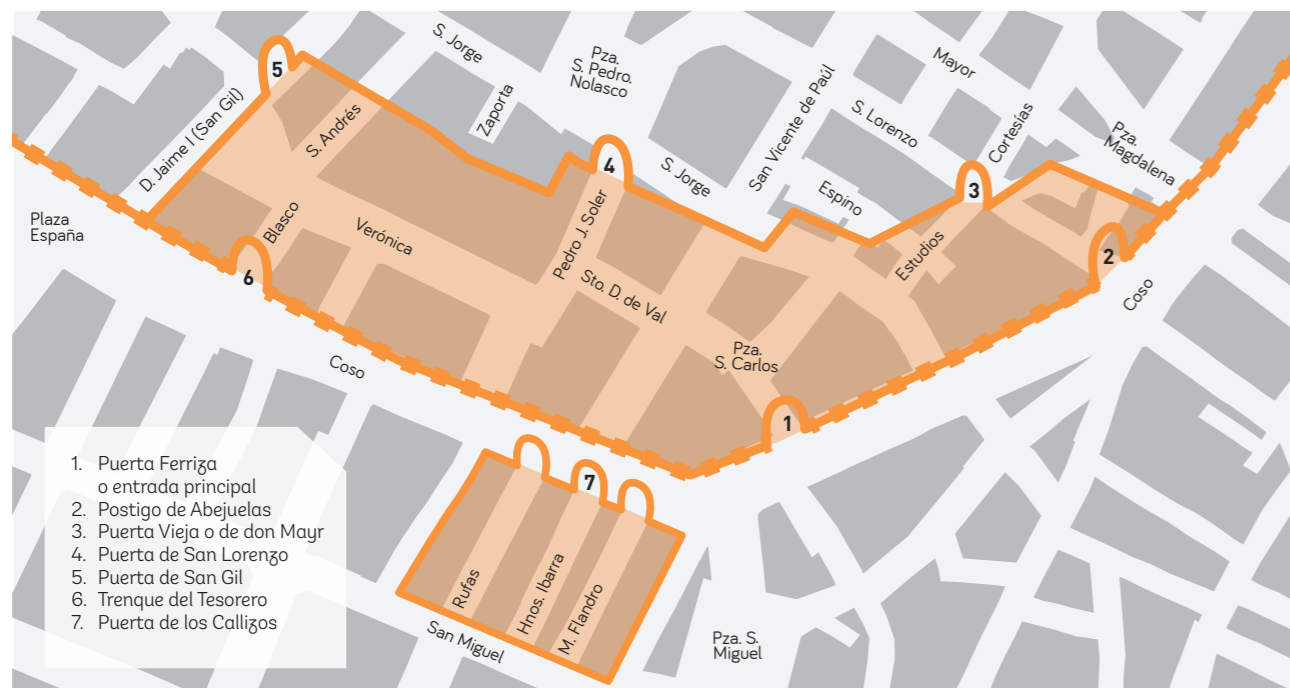 S. Jorge
Pza.
S. Pedro.
Nolasco
Mayor
5
Zaporta
San Vicente de Paúl
S. Lorenzo
Cortesías
Pza.
Magdalena
D. Jaime I (San Gil)
S. Andrés
4
S. Jorge
Espino
3
Plaza
España
Blasco
Verónica
Pedro J. Soler
Estudios
2
6
Sto. D. de Val
Coso
Coso
Pza.
S. Carlos
1
7
Rufas
Hnos. Ibarra
M. Flandro
San Miguel
Pza. S.
Miguel
1. Puerta Ferriza
o entrada principal
2. Postigo de Abejuelas
3. Puerta Vieja o de don Mayr
4. Puerta de San Lorenzo
5. Puerta de San Gil
6. Trenque del Tesorero
7. Puerta de los Callizos